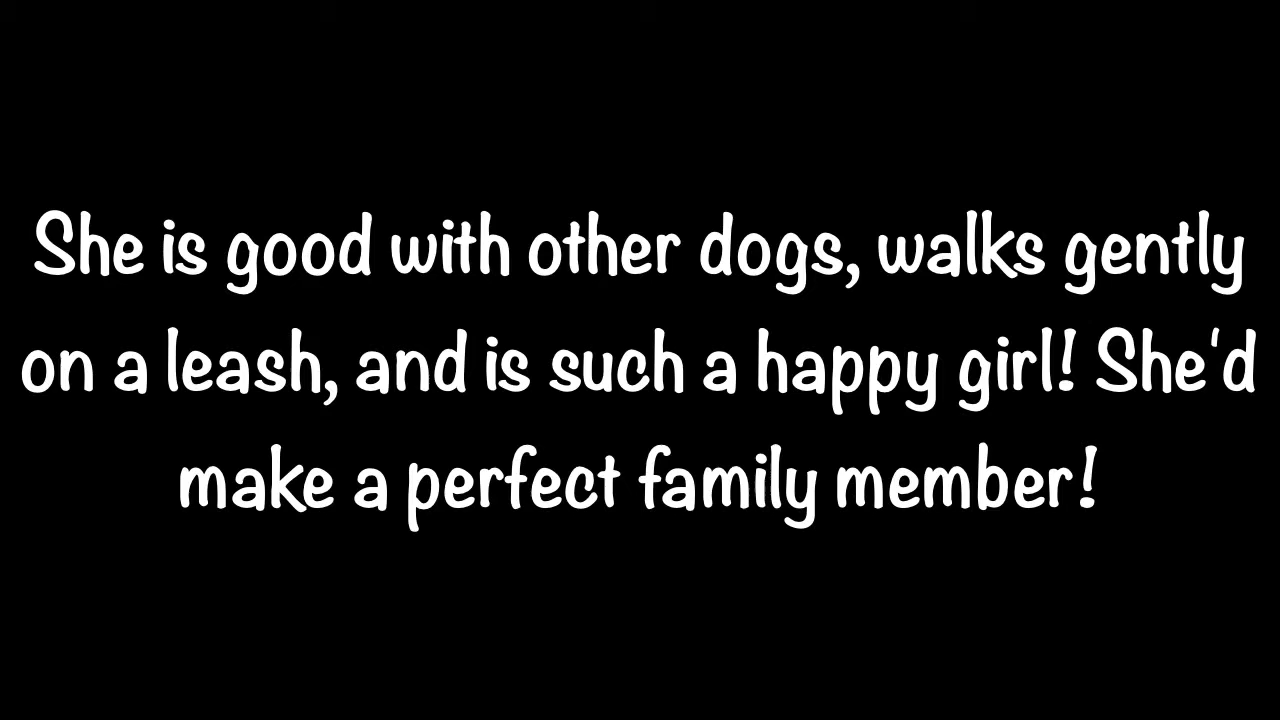 She is good with other dogs, walks gently
on a leash, and is such a happy girl! She'd
make a perfect family member!